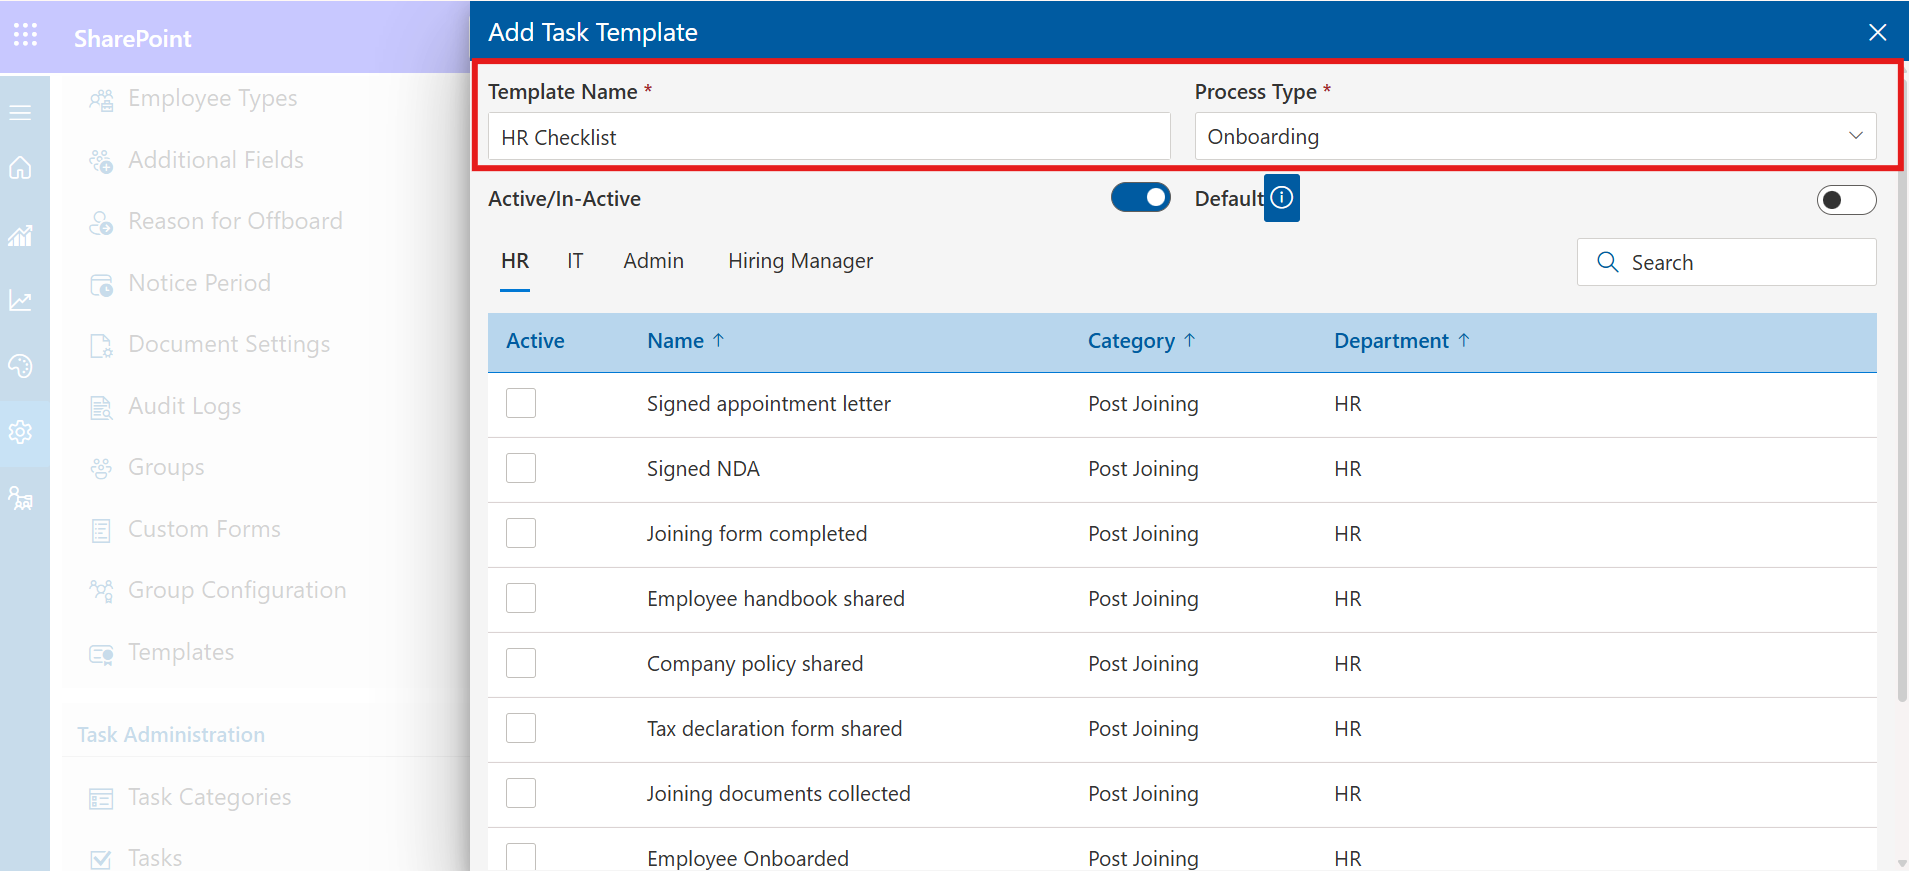 SharePoint
Employee Types
Additional Fields
Reason for Offboard
Notice Period
Document Settings
Audit Logs
Groups
Custom Forms
Group Configuration
Templates
Task Administration
Task Categories
Tasks
Add Task Template
Template Name * Process Type *
HR Checklist Onboarding
Active/In-Active Default
HR IT Admin Hiring Manager Search
Active Name ↑ Category ↑ Department ↑
Signed appointment letter Post Joining HR
Signed NDA Post Joining HR
Joining form completed Post Joining HR
Employee handbook shared Post Joining HR
Company policy shared Post Joining HR
Tax declaration form shared Post Joining HR
Joining documents collected Post Joining HR
Employee Onboarded Post Joining HR